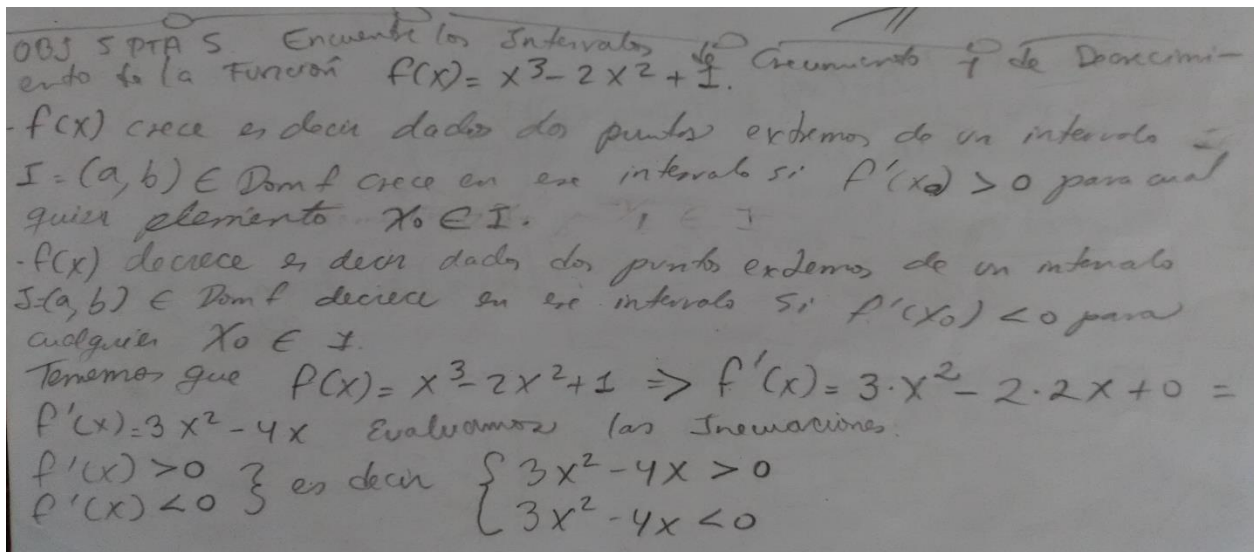 OBJ 5 PTA 5 Encuentre los Intervalos de Crecimiento y de Decrecimi-
ento de la Función f(x) = x³ - 2x² + 1.
- f(x) crece es decir dados dos puntos extremos de un intervalo
I = (a, b) ∈ Dom f crece en ese intervalo si f'(x₀) > 0 para cual
quier elemento X₀ ∈ I.
- f(x) decrece es decir dados dos puntos extremos de un intervalo
I=(a, b) ∈ Dom f decrece en ese intervalo si f'(x₀) < 0 para
cualquier X₀ ∈ I.
Tenemos que f(x) = x³ - 2x² + 1 => f'(x) = 3·x² - 2·2x + 0 =
f'(x) = 3x² - 4x Evaluamos las Inecuaciones.
f'(x) > 0 } es decir { 3x² - 4x > 0
f'(x) < 0 3x² - 4x < 0